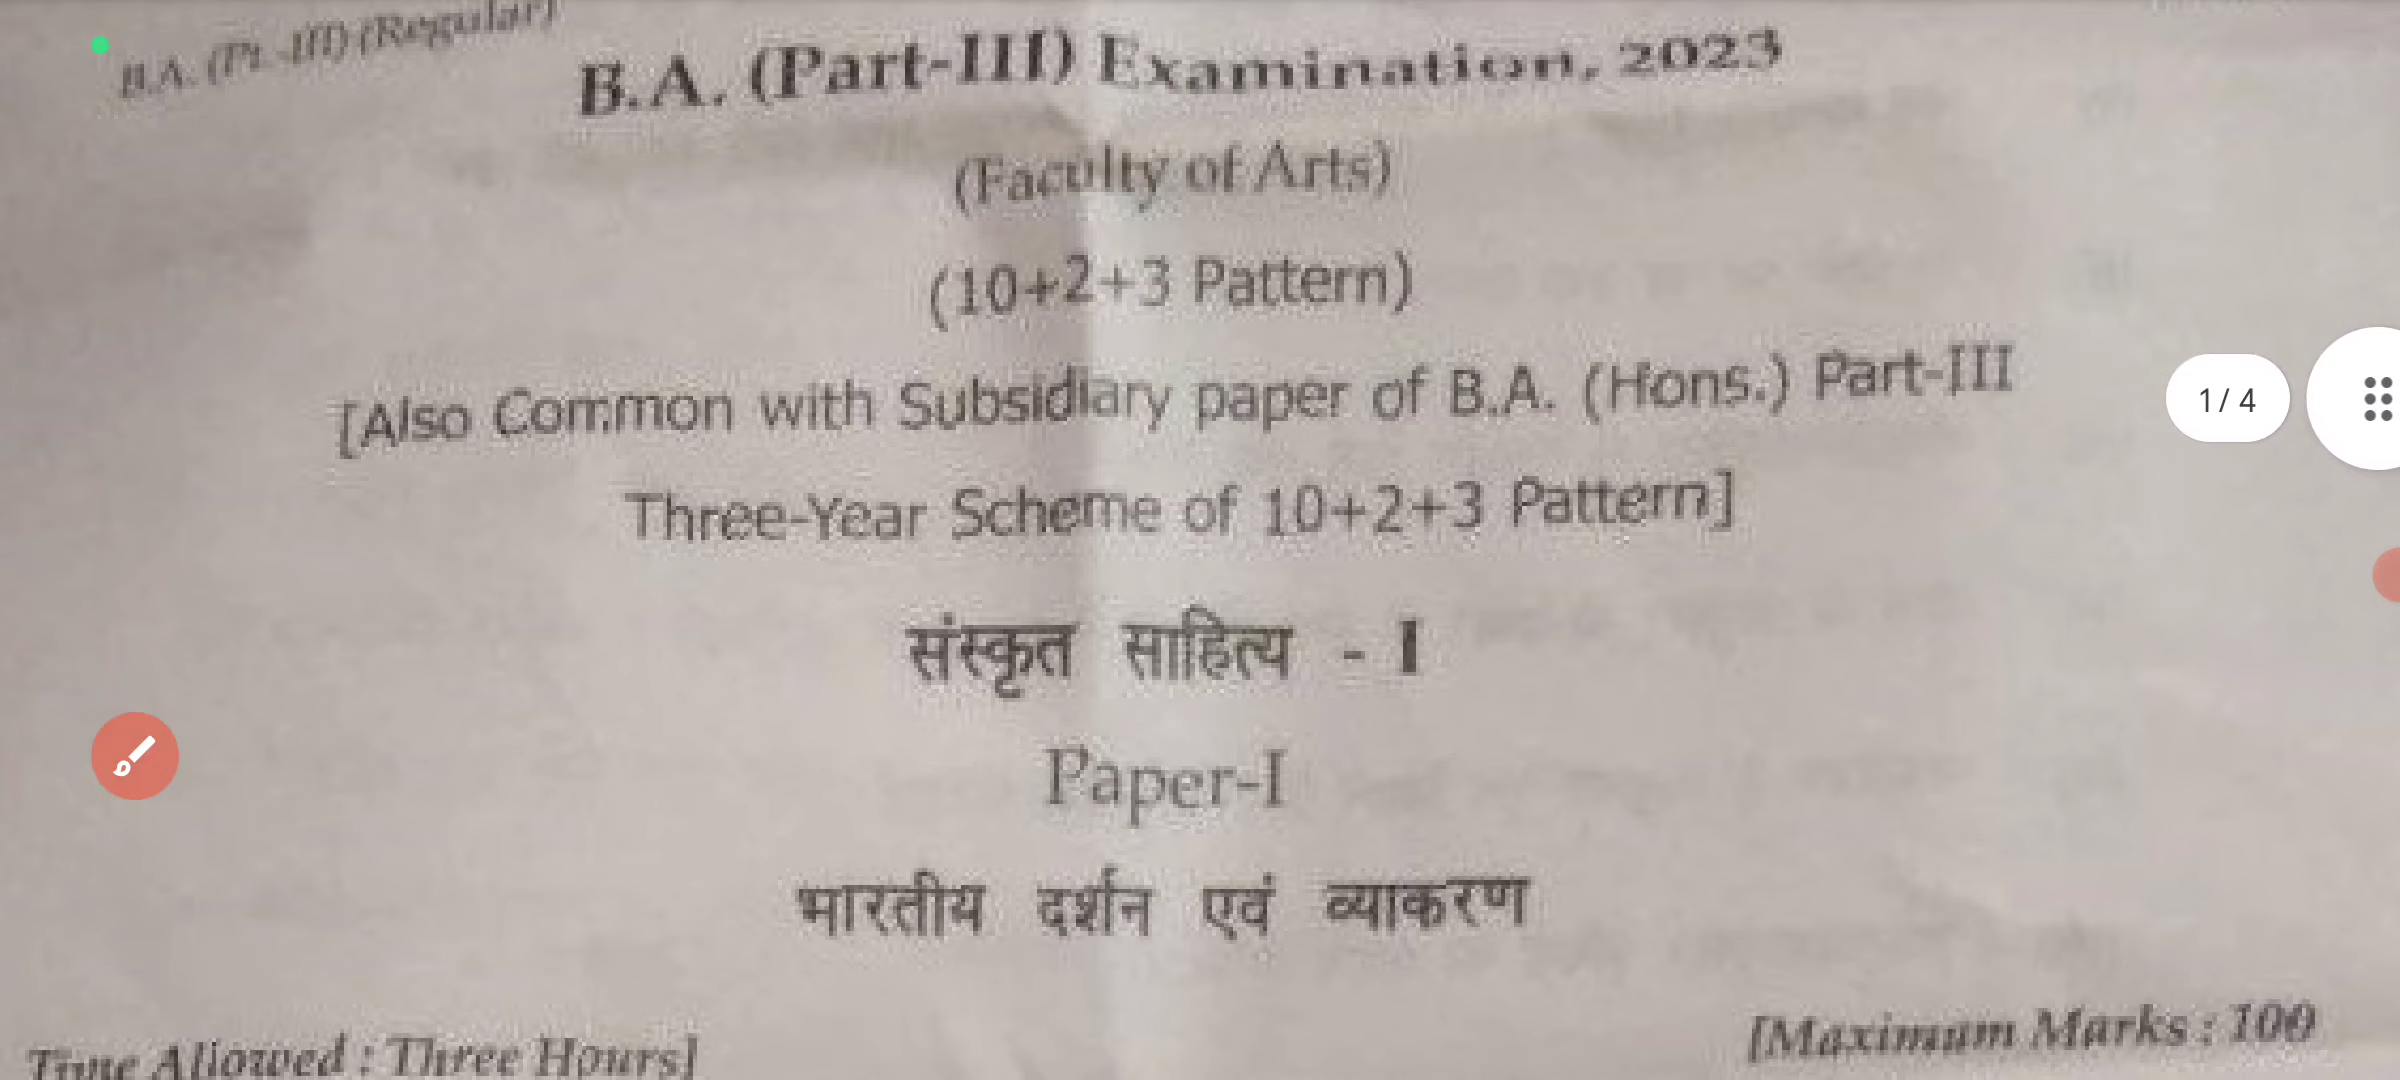 B.A. (Pt.-III) (Regular)
B.A. (Part-III) Examination, 2023
(Faculty of Arts)
(10+2+3 Pattern)
[Also Common with Subsidiary paper of B.A. (Hons.) Part-III
1 / 4
Three-Year Scheme of 10+2+3 Pattern]
संस्कृत साहित्य - I
Paper-I
भारतीय दर्शन एवं व्याकरण
Time Allowed : Three Hours]
[Maximum Marks : 100